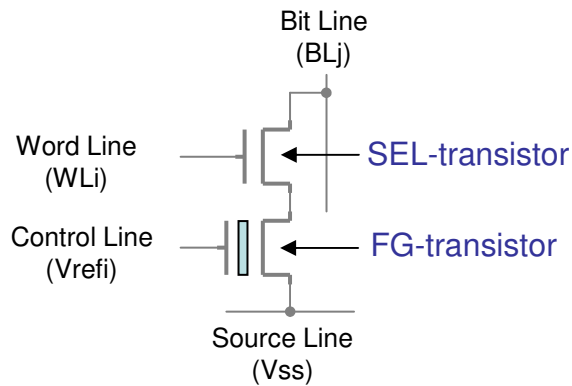 Bit Line
(BLj)
Word Line
(WLi)
SEL-transistor
Control Line
(Vrefi)
FG-transistor
Source Line
(Vss)